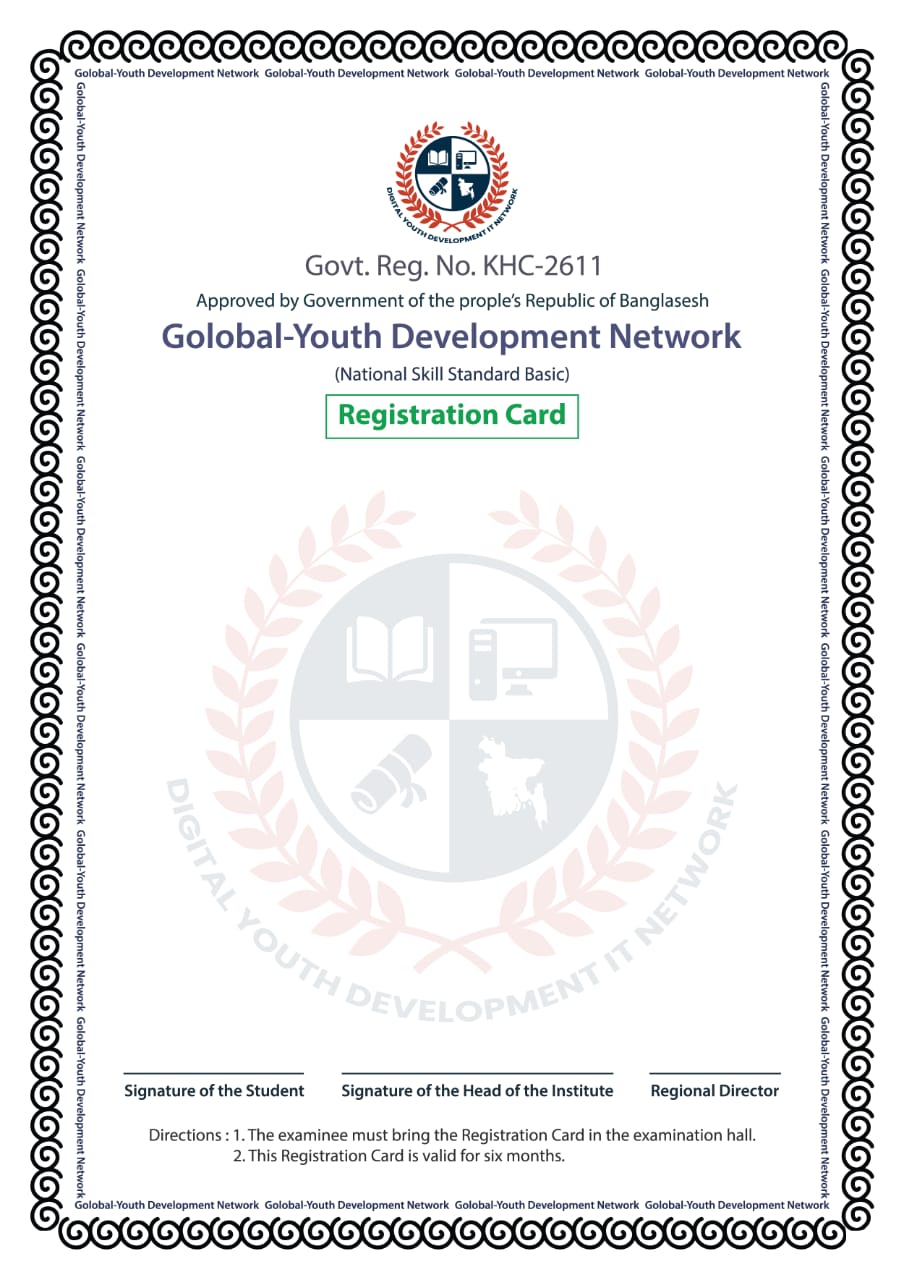 Golobal-Youth Development Network Golobal-Youth Development Network Golobal-Youth Development Network Golobal-Youth Development Network
Golobal-Youth Development Network Golobal-Youth Development Network Golobal-Youth Development Network Golobal-Youth Development Network Golobal-Youth Development Network Golobal-Youth Development Network
Golobal-Youth Development Network Golobal-Youth Development Network Golobal-Youth Development Network Golobal-Youth Development Network Golobal-Youth Development Network Golobal-Youth Development Network
DIGITAL YOUTH DEVELOPMENT IT NETWORK
Govt. Reg. No. KHC-2611
Approved by Government of the prople's Republic of Banglasesh
Golobal-Youth Development Network
(National Skill Standard Basic)
Registration Card
DIGITAL YOUTH DEVELOPMENT IT NETWORK
Signature of the Student
Signature of the Head of the Institute
Regional Director
Directions : 1. The examinee must bring the Registration Card in the examination hall.
2. This Registration Card is valid for six months.
Golobal-Youth Development Network Golobal-Youth Development Network Golobal-Youth Development Network Golobal-Youth Development Network